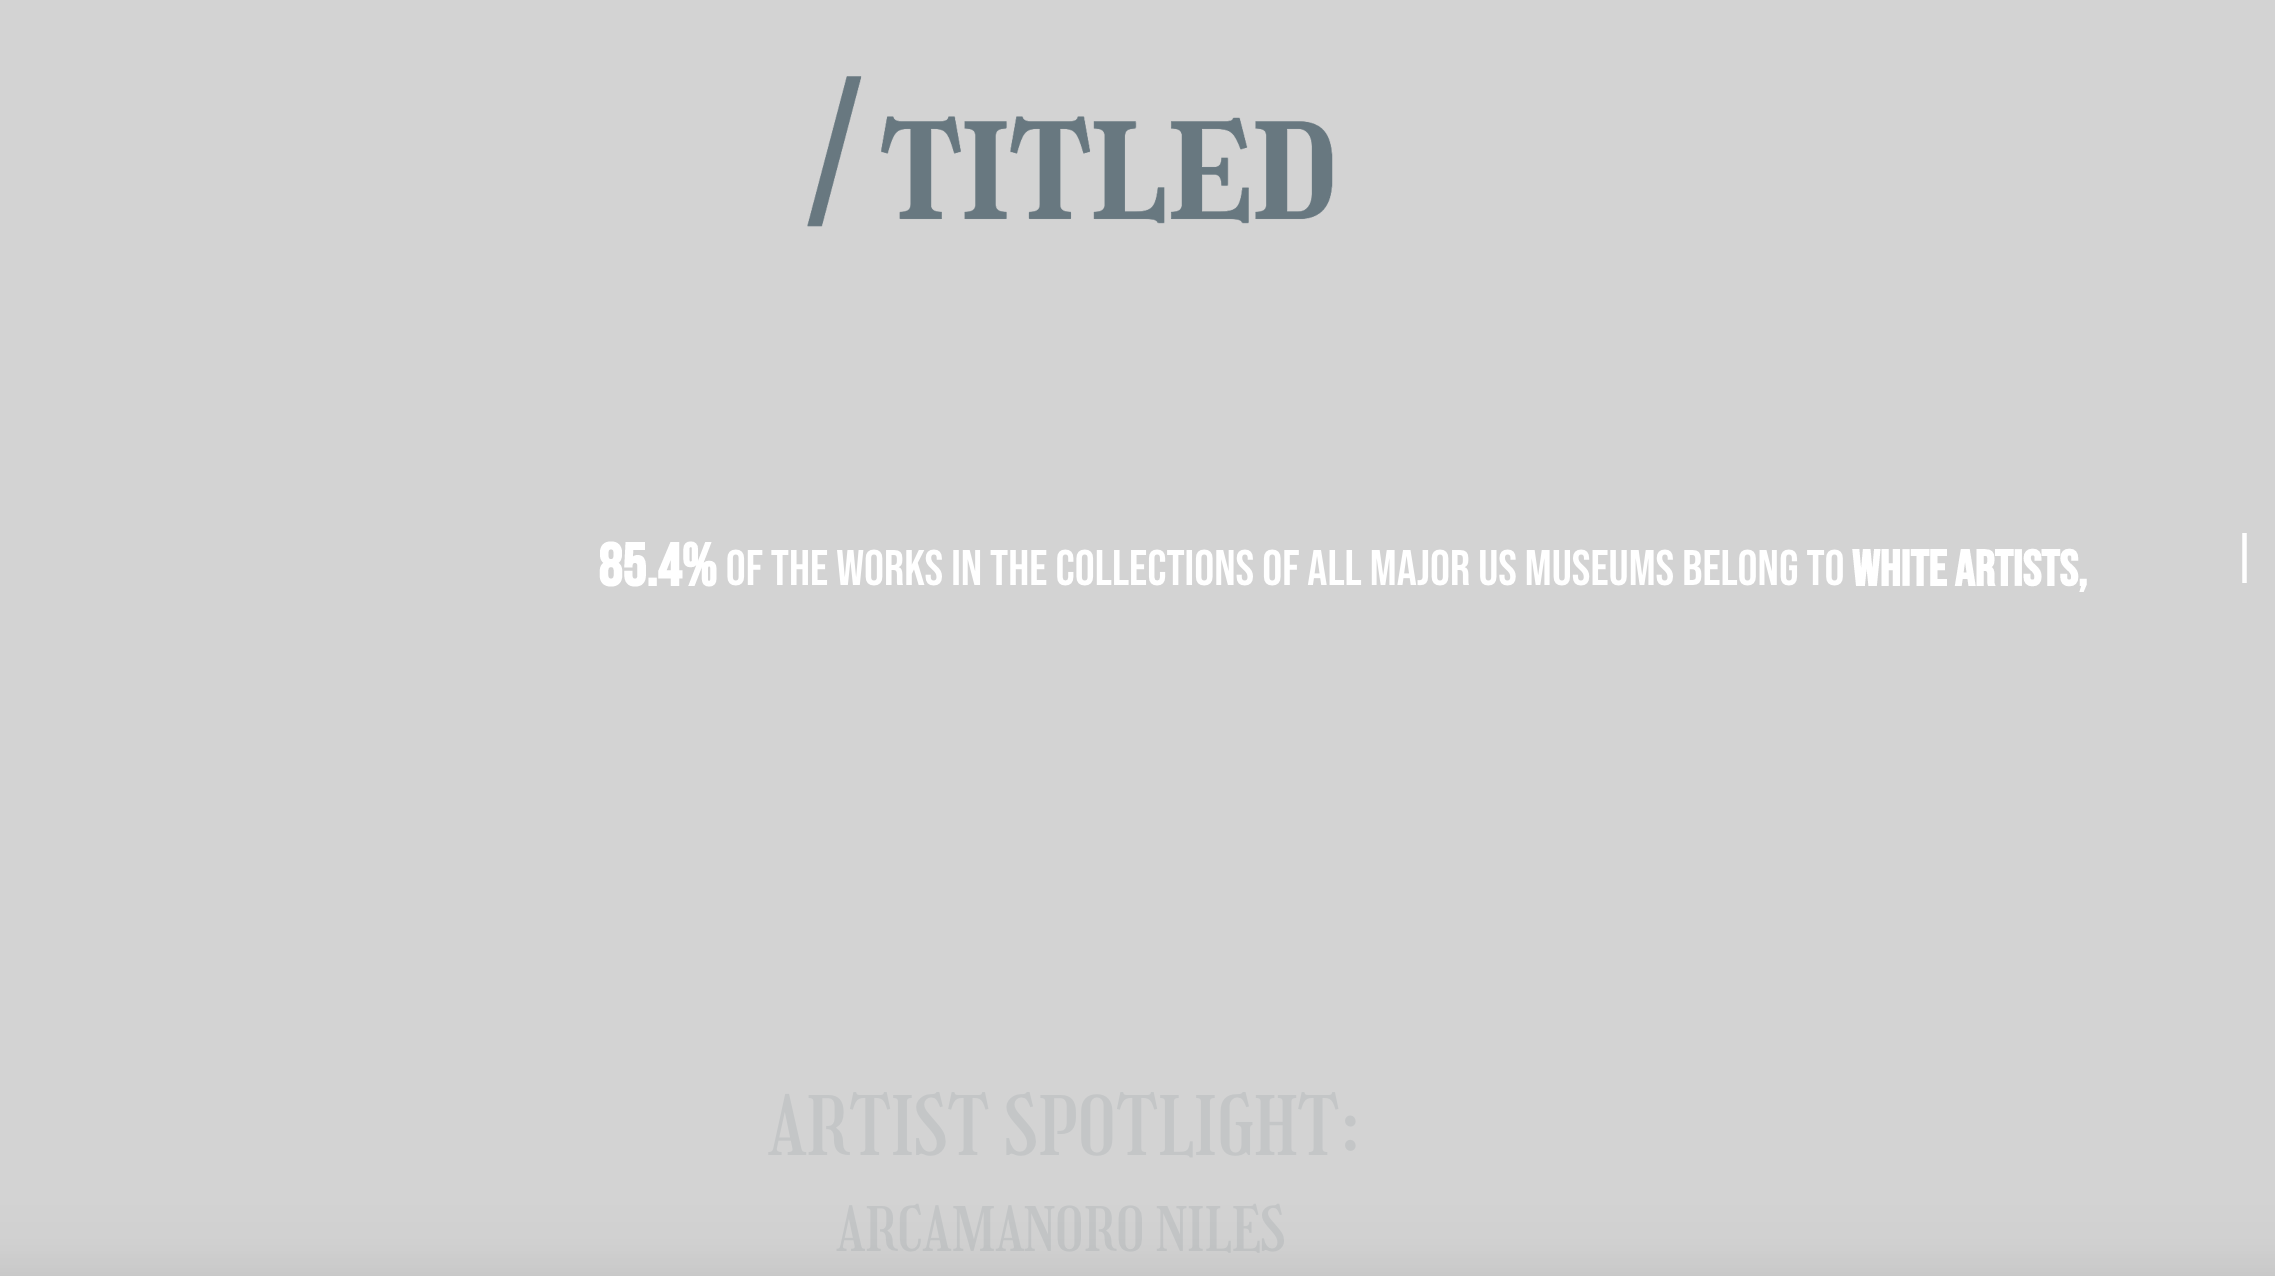 /TITLED
85.4% OF THE WORKS IN THE COLLECTIONS OF ALL MAJOR US MUSEUMS BELONG TO WHITE ARTISTS,
ARTIST SPOTLIGHT:
ARCAMANORO NILES